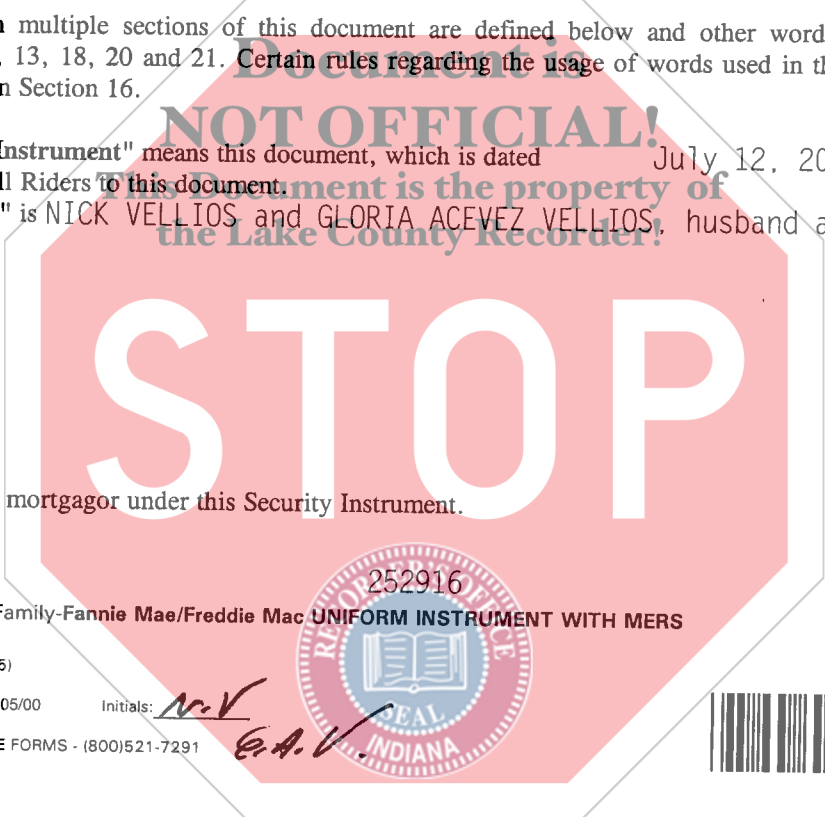 n multiple sections of this document are defined below and other word
, 13, 18, 20 and 21. Certain rules regarding the usage of words used in th
n Section 16.
Document is
NOT OFFICIAL!
This Document is the property of
the Lake County Recorder!
Instrument" means this document, which is dated July 12, 20
ll Riders to this document.
" is NICK VELLIOS and GLORIA ACEVEZ VELLIOS, husband a
STOP
mortgagor under this Security Instrument.
252916
Family-Fannie Mae/Freddie Mac UNIFORM INSTRUMENT WITH MERS
RECORDER'S OFFICE
SEAL
INDIANA
5)
05/00 Initials: N.V
E FORMS - (800)521-7291 G.A.V.